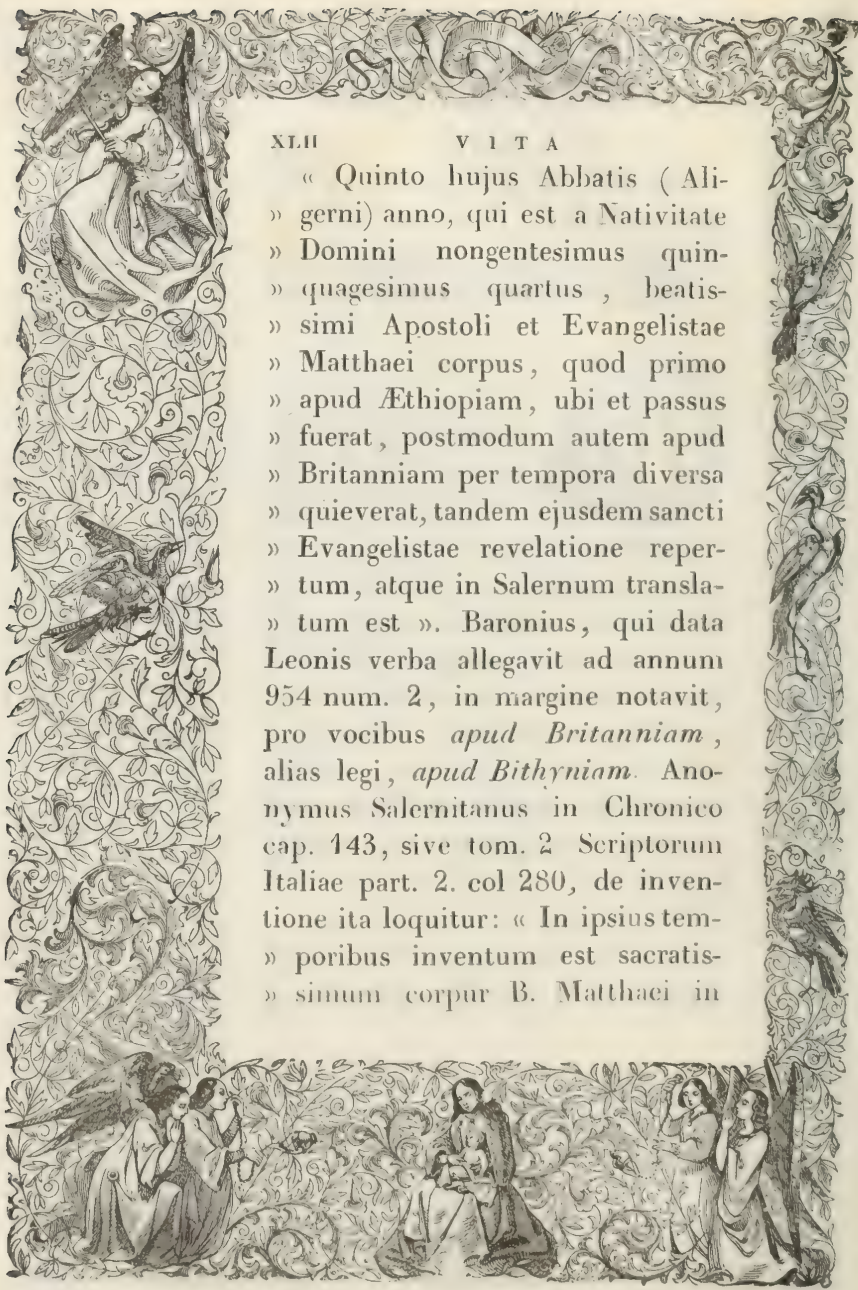 XLII VITA
« Quinto hujus Abbatis ( Ali-
» gerni) anno, qui est a Nativitate
» Domini nongentesimus quin-
» quagesimus quartus , beatis-
» simi Apostoli et Evangelistae
» Matthaei corpus, quod primo
» apud Æthiopiam, ubi et passus
» fuerat, postmodum autem apud
» Britanniam per tempora diversa
» quieverat, tandem ejusdem sancti
» Evangelistae revelatione reper-
» tum, atque in Salernum transla-
» tum est ». Baronius, qui data
Leonis verba allegavit ad annum
954 num. 2, in margine notavit,
pro vocibus apud Britanniam ,
alias legi, apud Bithyniam. Ano-
nymus Salernitanus in Chronico
cap. 143, sive tom. 2 Scriptorum
Italiae part. 2. col 280, de inven-
tione ita loquitur: « In ipsius tem-
» poribus inventum est sacratis-
» simum corpur B. Matthaei in